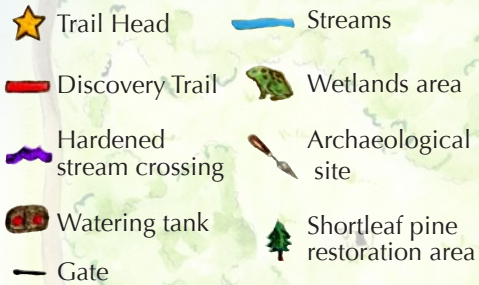 Trail Head
Discovery Trail
Hardened
stream crossing
Watering tank
Gate
Streams
Wetlands area
Archaeological
site
Shortleaf pine
restoration area